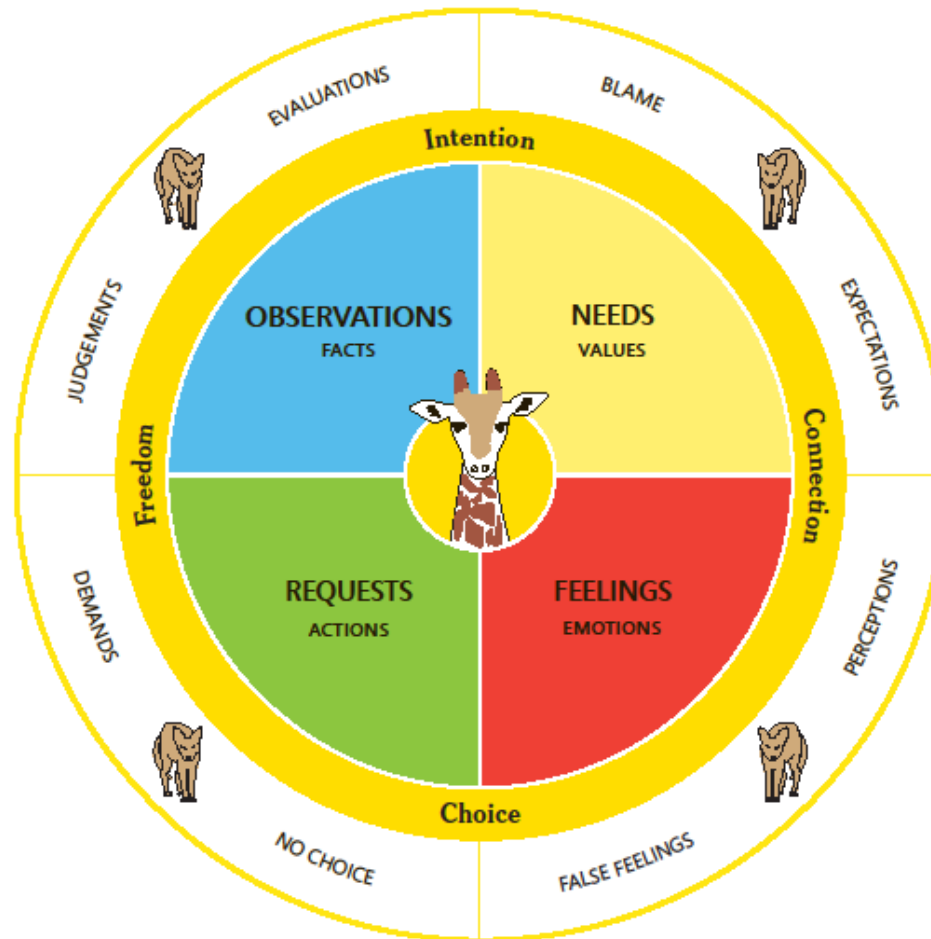 EVALUATIONS
BLAME
Intention
JUDGEMENTS
EXPECTATIONS
OBSERVATIONS
FACTS
NEEDS
VALUES
Freedom
Connection
REQUESTS
ACTIONS
FEELINGS
EMOTIONS
DEMANDS
PERCEPTIONS
Choice
NO CHOICE
FALSE FEELINGS